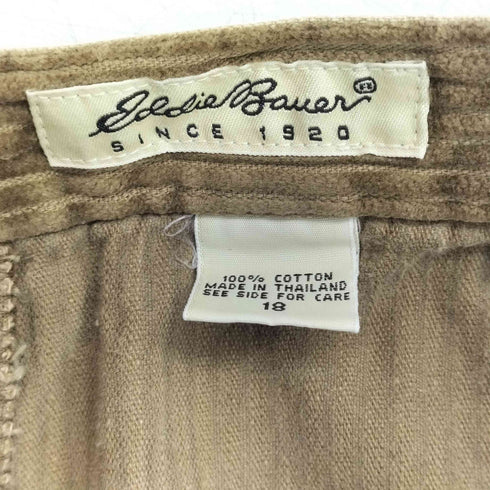 Eddie Bauer
SINCE 1920
100% COTTON
MADE IN THAILAND
SEE SIDE FOR CARE
18